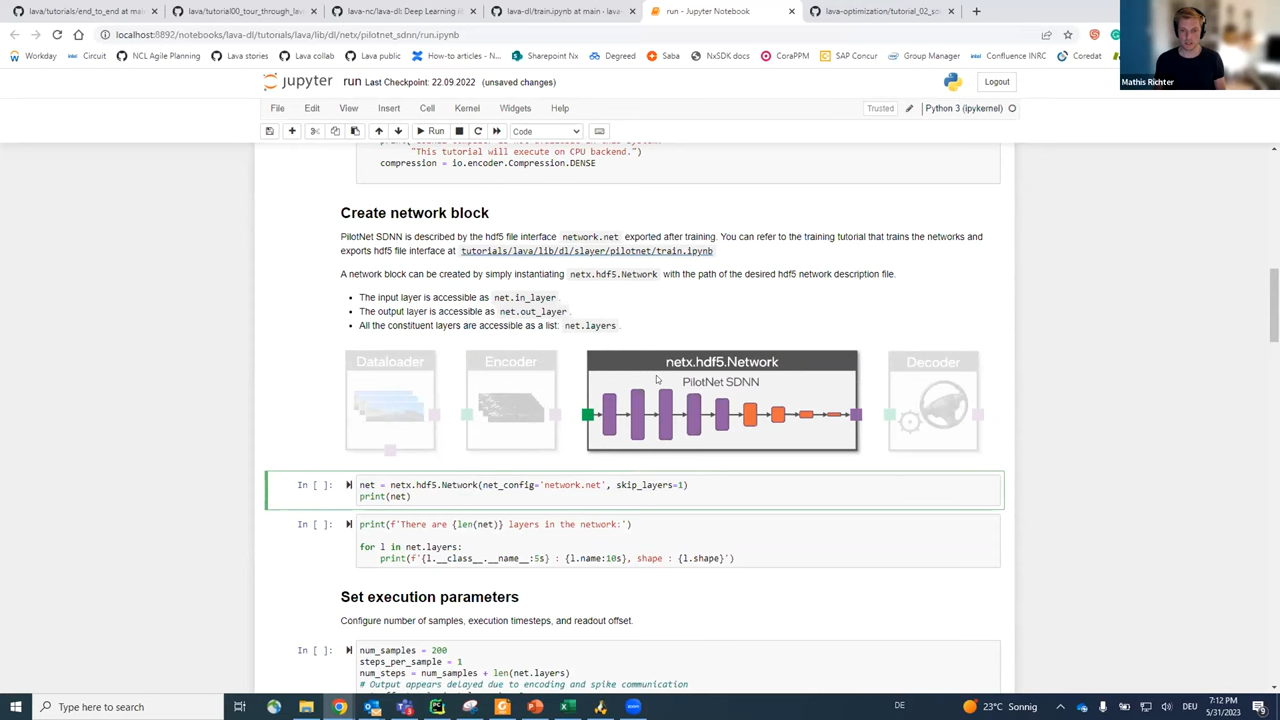 lava/tutorials/end_to_end at main
lava/tutorial00_tour_through_lav
lava-nc/lava-dl: Deep Learning
lava-dl/train.ipynb at main · lava-
run - Jupyter Notebook
lava-optimization/tutorial_02_so
localhost:8892/notebooks/lava-dl/tutorials/lava/lib/dl/netx/pilotnet_sdnn/run.ipynb
Workday
Circuit
NCL Agile Planning
Lava stories
Lava collab
Lava public
How-to articles - N...
Sharepoint Nx
Degreed
Saba
NxSDK docs
CoraPPM
SAP Concur
Group Manager
Confluence INRC
Coredat
Mathis Richter
jupyter run Last Checkpoint: 22.09.2022 (unsaved changes)
Logout
File Edit View Insert Cell Kernel Widgets Help
Trusted
Python 3 (ipykernel)
Run
Code
"This tutorial will execute on CPU backend.")
compression = io.encoder.Compression.DENSE
Create network block
PilotNet SDNN is described by the hdf5 file interface network.net exported after training. You can refer to the training tutorial that trains the networks and
exports hdf5 file interface at tutorials/lava/lib/dl/slayer/pilotnet/train.ipynb
A network block can be created by simply instantiating netx.hdf5.Network with the path of the desired hdf5 network description file.
• The input layer is accessible as net.in_layer.
• The output layer is accessible as net.out_layer.
• All the constituent layers are accessible as a list: net.layers.
Dataloader
Encoder
netx.hdf5.Network
Decoder
PilotNet SDNN
In [ ]:
net = netx.hdf5.Network(net_config='network.net', skip_layers=1)
print(net)
In [ ]:
print(f'There are {len(net)} layers in the network:')
for l in net.layers:
print(f'{l.__class__.__name__:5s} : {l.name:10s}, shape : {l.shape}')
Set execution parameters
Configure number of samples, execution timesteps, and readout offset.
In [ ]:
num_samples = 200
steps_per_sample = 1
num_steps = num_samples + len(net.layers)
# Output appears delayed due to encoding and spike communication
Type here to search
DE
23°C Sonnig
DEU
7:12 PM
5/31/2023